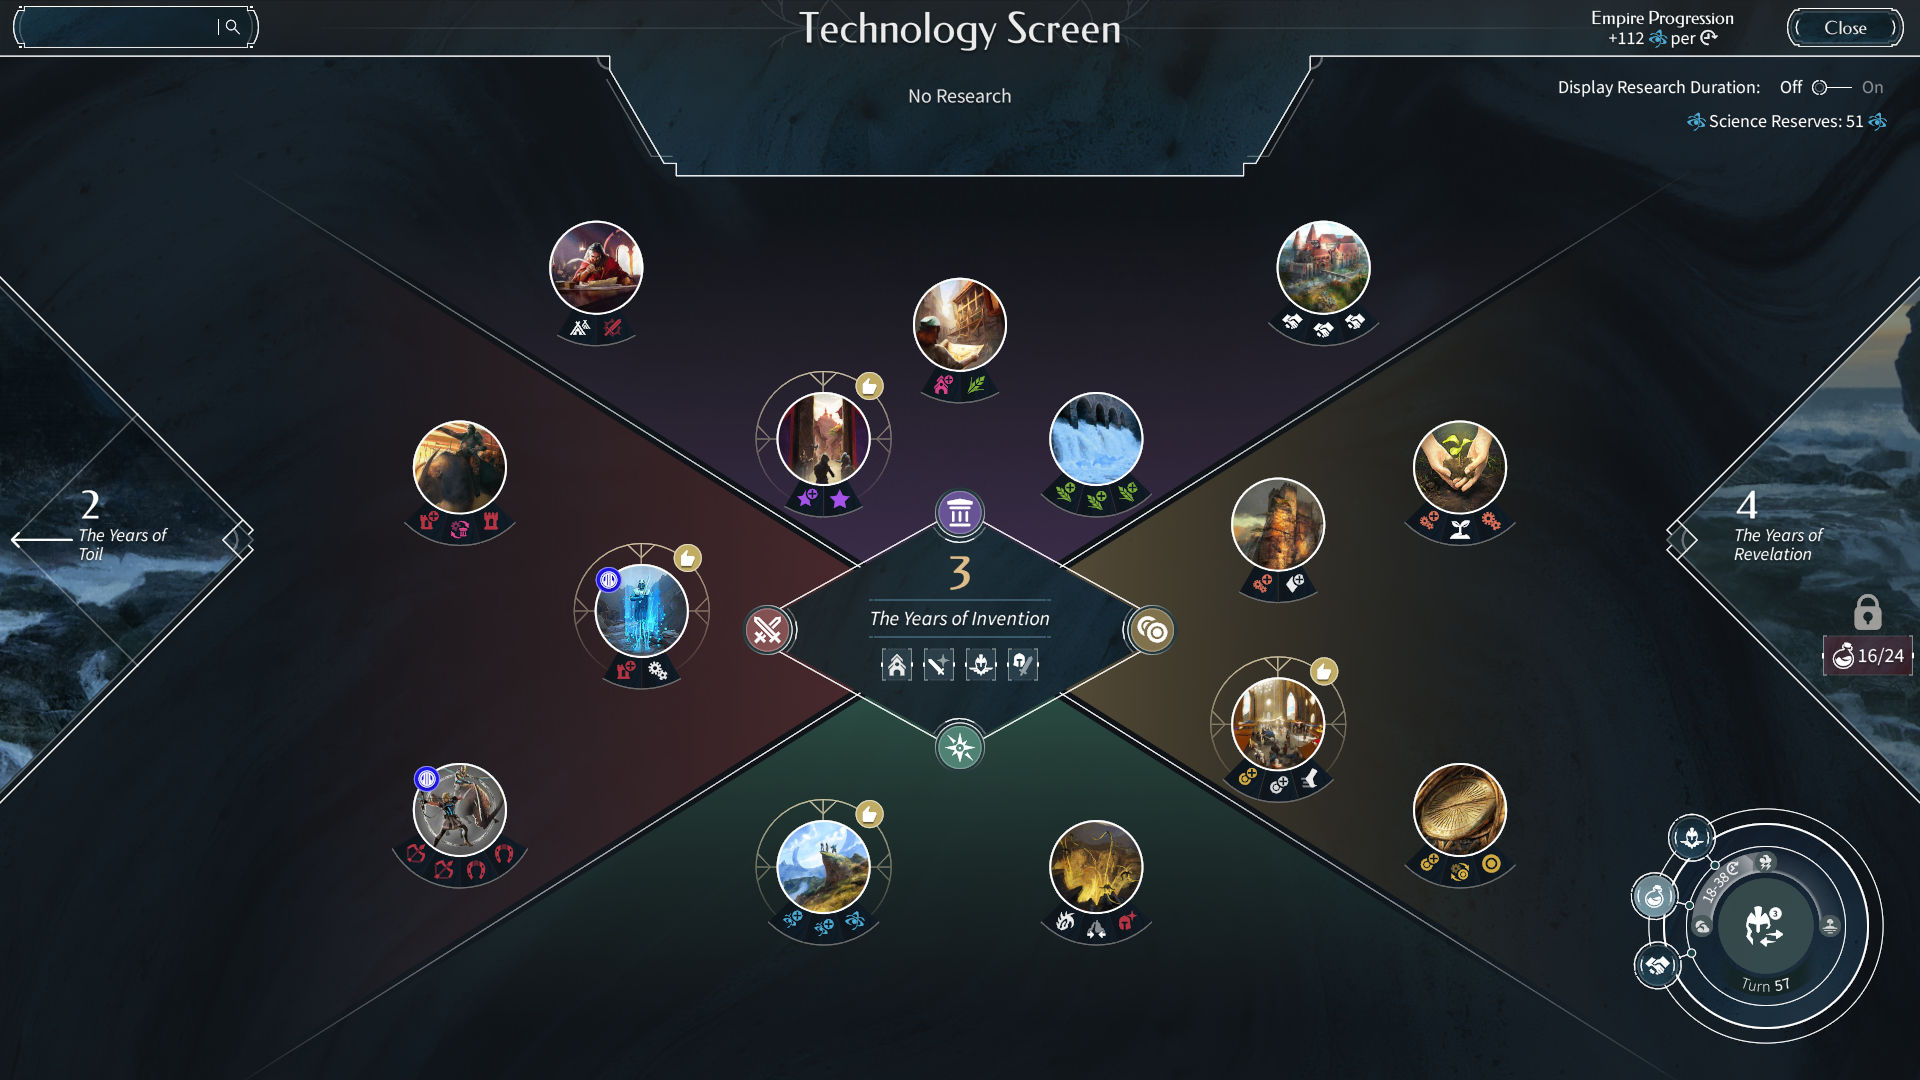 Technology Screen
Empire Progression
+112 per
Close
No Research
Display Research Duration: Off On
Science Reserves: 51
2
The Years of
Toil
3
The Years of Invention
4
The Years of
Revelation
16/24
18-38
3
Turn 57